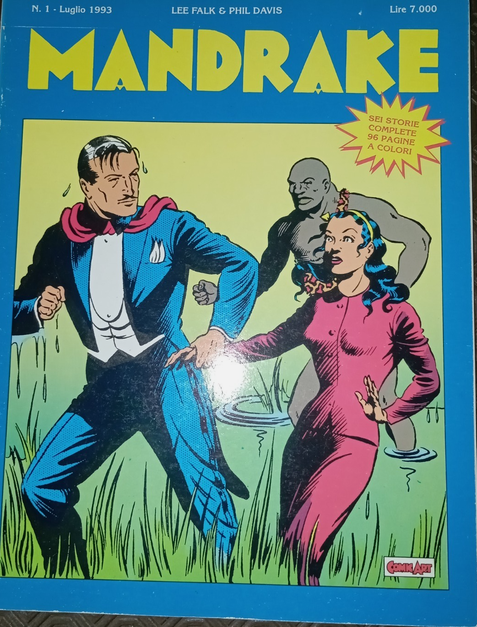 N. 1 - Luglio 1993 LEE FALK & PHIL DAVIS Lire 7.000
MANDRAKE
SEI STORIE
COMPLETE
96 PAGINE
A COLORI
COMIC ART